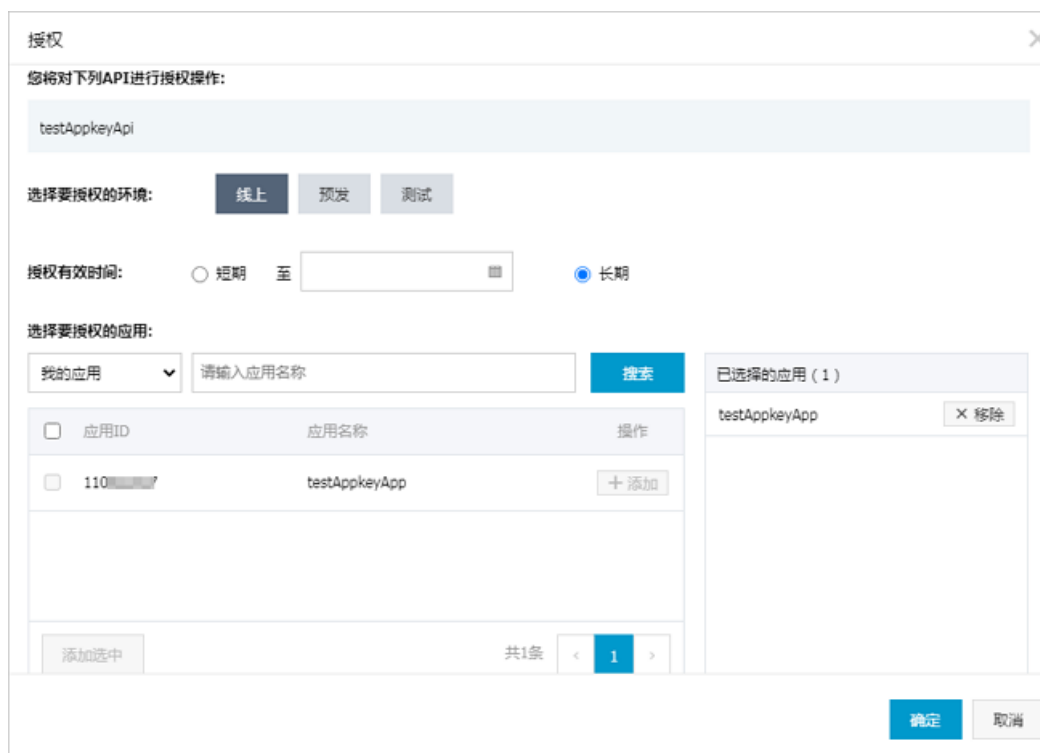 授权
您将对下列API进行授权操作:
testAppkeyApi
选择要授权的环境: 线上 预发 测试
授权有效时间: 短期 至 长期
选择要授权的应用:
我的应用 请输入应用名称 搜索 已选择的应用 ( 1 )
testAppkeyApp × 移除
应用ID 应用名称 操作
110 7 testAppkeyApp + 添加
添加选中 共1条 < 1 >
确定 取消